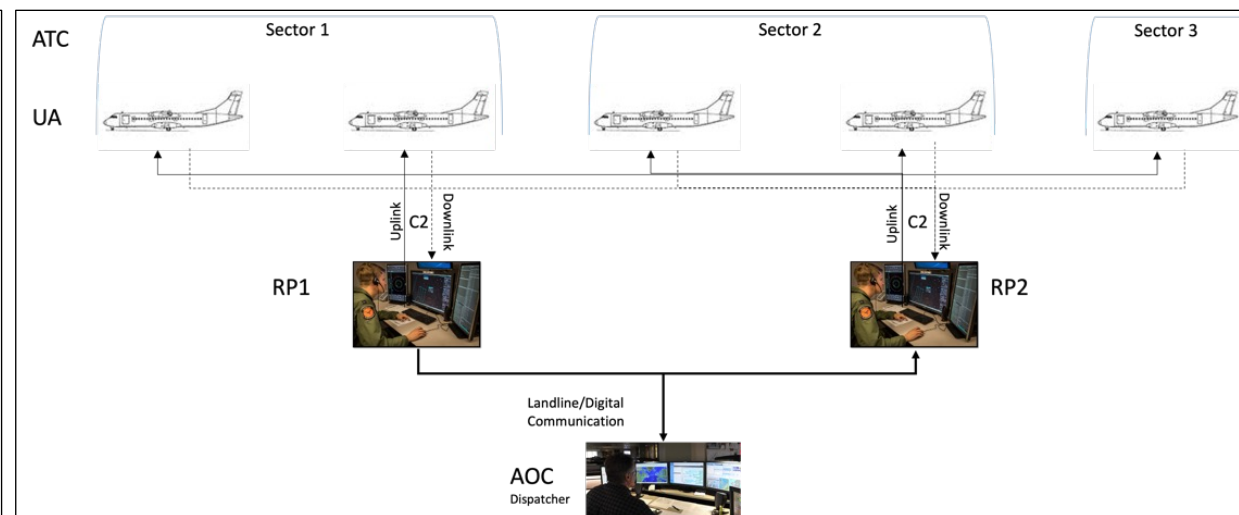 ATC
Sector 1
Sector 2
Sector 3
UA
Uplink
C2
Downlink
Uplink
C2
Downlink
RP1
RP2
Landline/Digital
Communication
AOC
Dispatcher